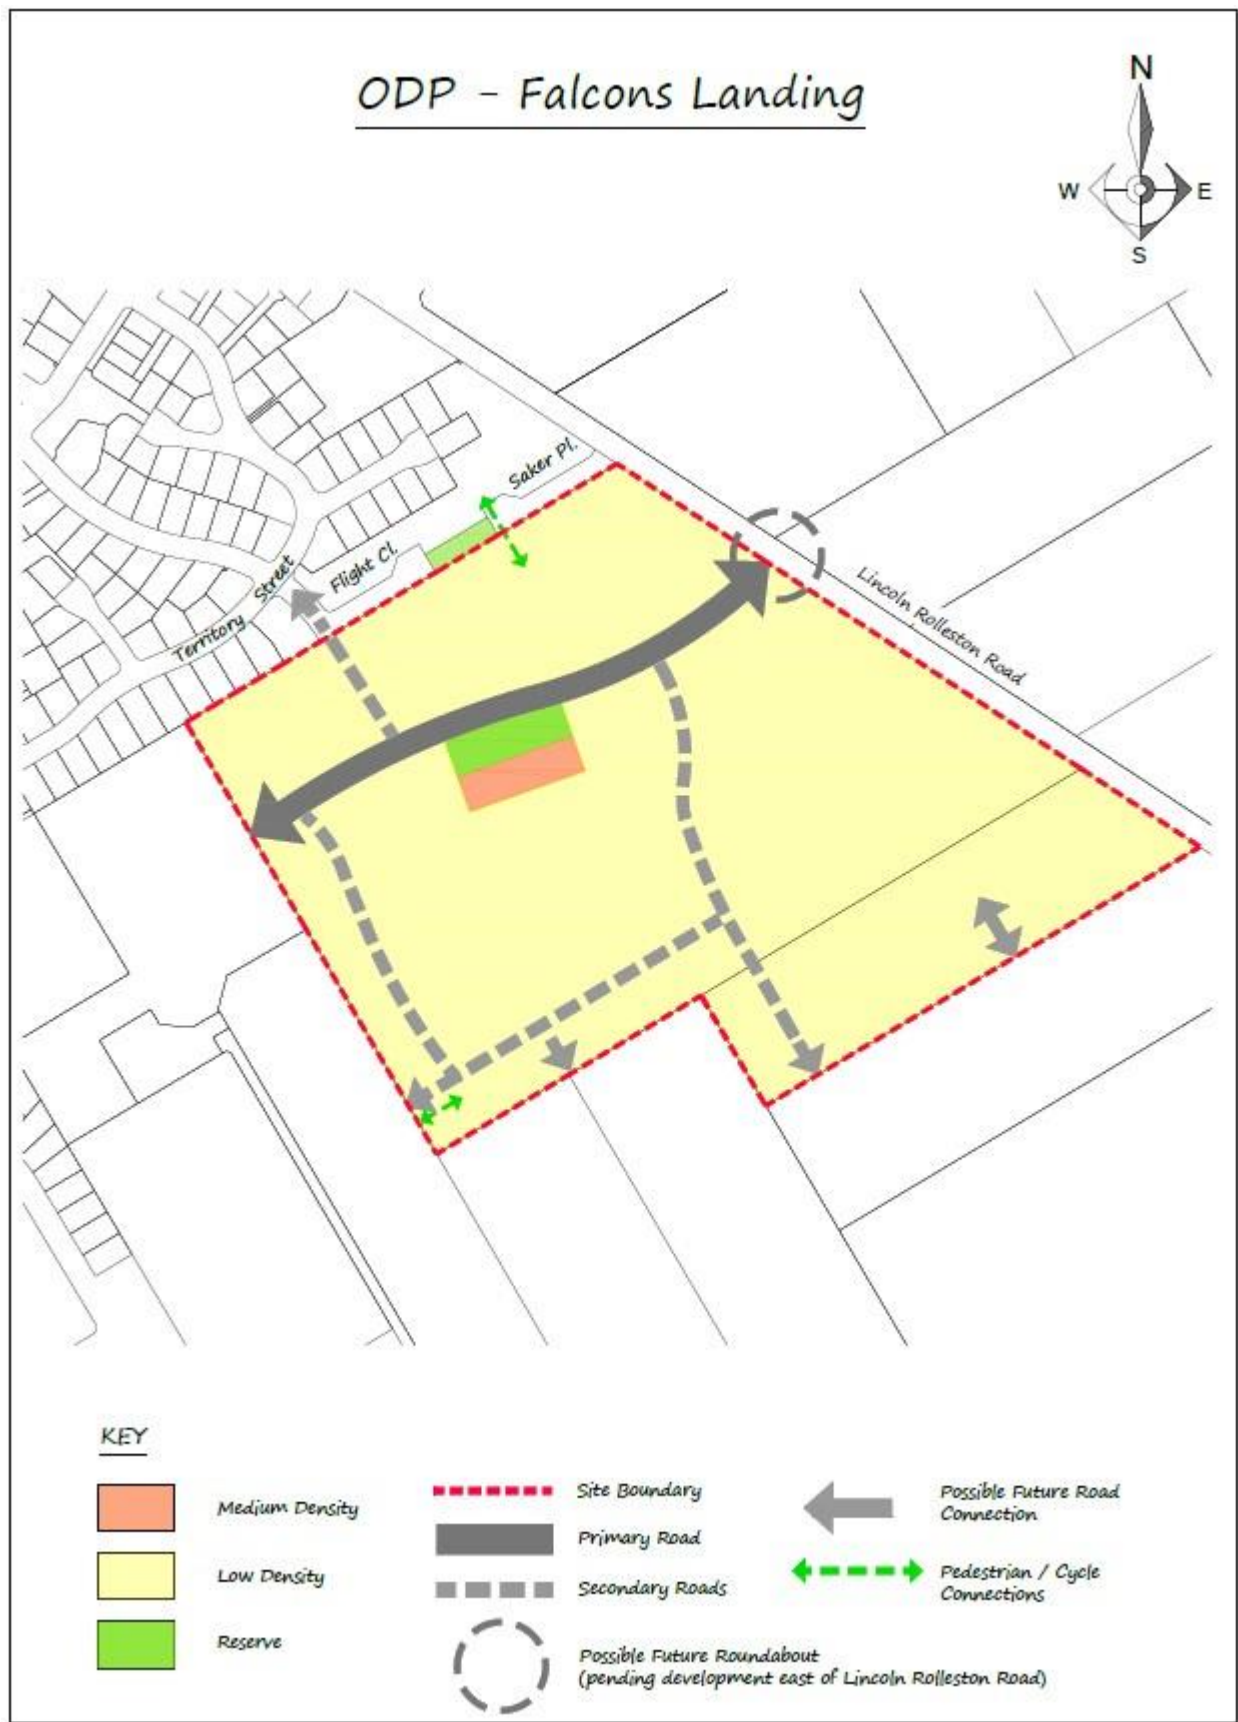 ODP - Falcons Landing
N
W
E
S
Saker Pl.
Flight Cl.
Territory Street
Lincoln Rolleston Road
KEY
Medium Density
Low Density
Reserve
Site Boundary
Primary Road
Secondary Roads
Possible Future Roundabout
(pending development east of Lincoln Rolleston Road)
Possible Future Road
Connection
Pedestrian / Cycle
Connections